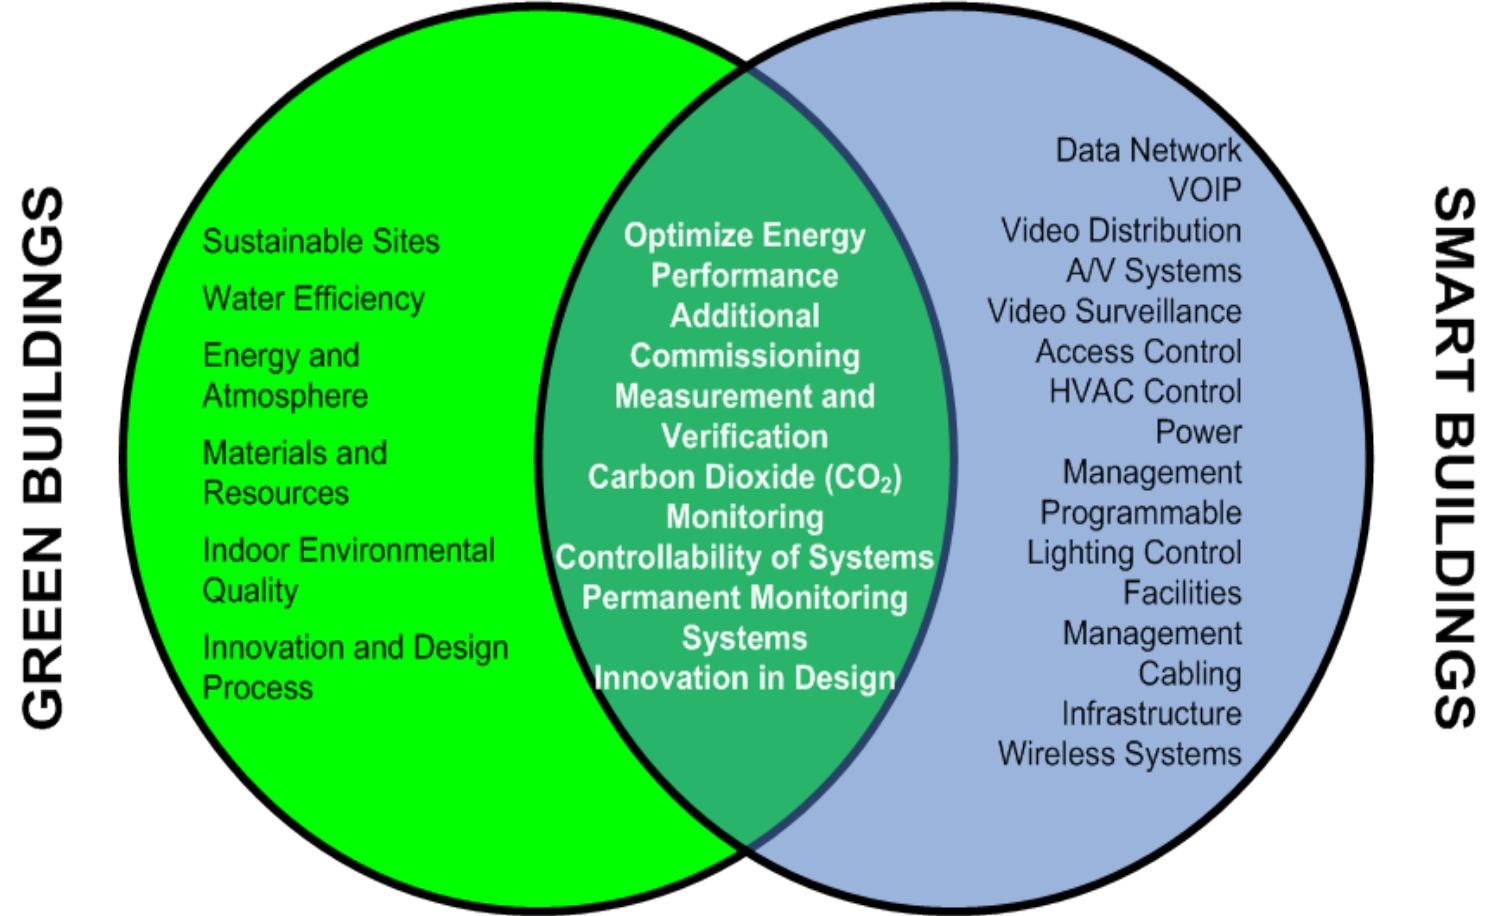 GREEN BUILDINGS
Sustainable Sites
Water Efficiency
Energy and
Atmosphere
Materials and
Resources
Indoor Environmental
Quality
Innovation and Design
Process
Optimize Energy
Performance
Additional
Commissioning
Measurement and
Verification
Carbon Dioxide (CO₂)
Monitoring
Controllability of Systems
Permanent Monitoring
Systems
Innovation in Design
Data Network
VOIP
Video Distribution
A/V Systems
Video Surveillance
Access Control
HVAC Control
Power
Management
Programmable
Lighting Control
Facilities
Management
Cabling
Infrastructure
Wireless Systems
SMART BUILDINGS